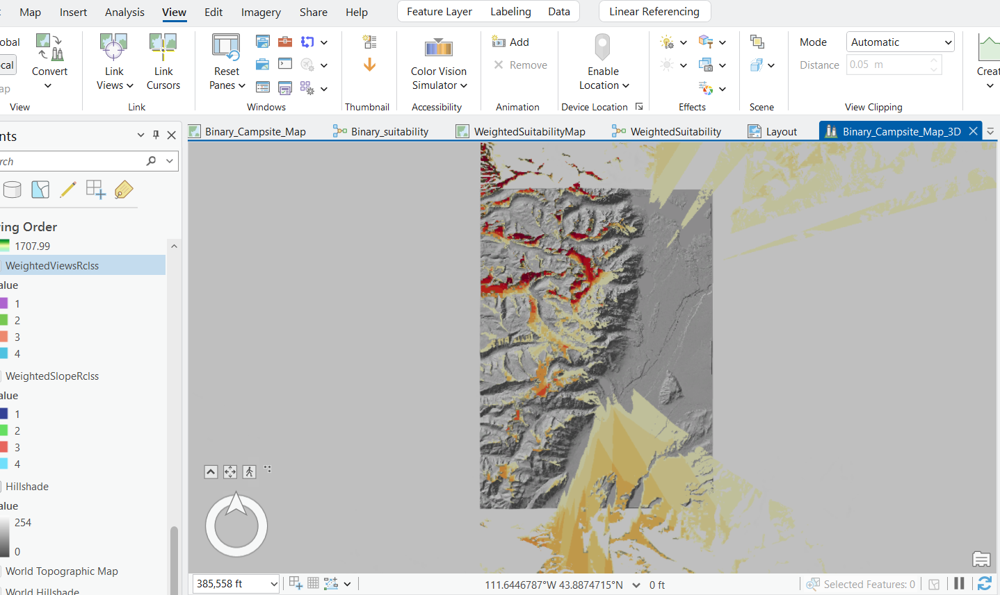 Map Insert Analysis View Edit Imagery Share Help Feature Layer Labeling Data Linear Referencing
obal
cal
ap
Convert
View
Link Views
Link Cursors
Link
Reset Panes
Windows
Thumbnail
Color Vision Simulator
Accessibility
Add
Remove
Animation
Enable Location
Device Location
Effects
Scene
Mode Automatic
Distance 0.05 m
View Clipping
Creat
nts
rch
Binary_Campsite_Map Binary_suitability WeightedSuitabilityMap WeightedSuitability Layout Binary_Campsite_Map_3D
ing Order
1707.99
WeightedViewsRclss
alue
1
2
3
4
WeightedSlopeRclss
alue
1
2
3
4
Hillshade
alue
254
0
World Topographic Map
World Hillshade
385,558 ft
111.6446787°W 43.8874715°N
0 ft
Selected Features: 0